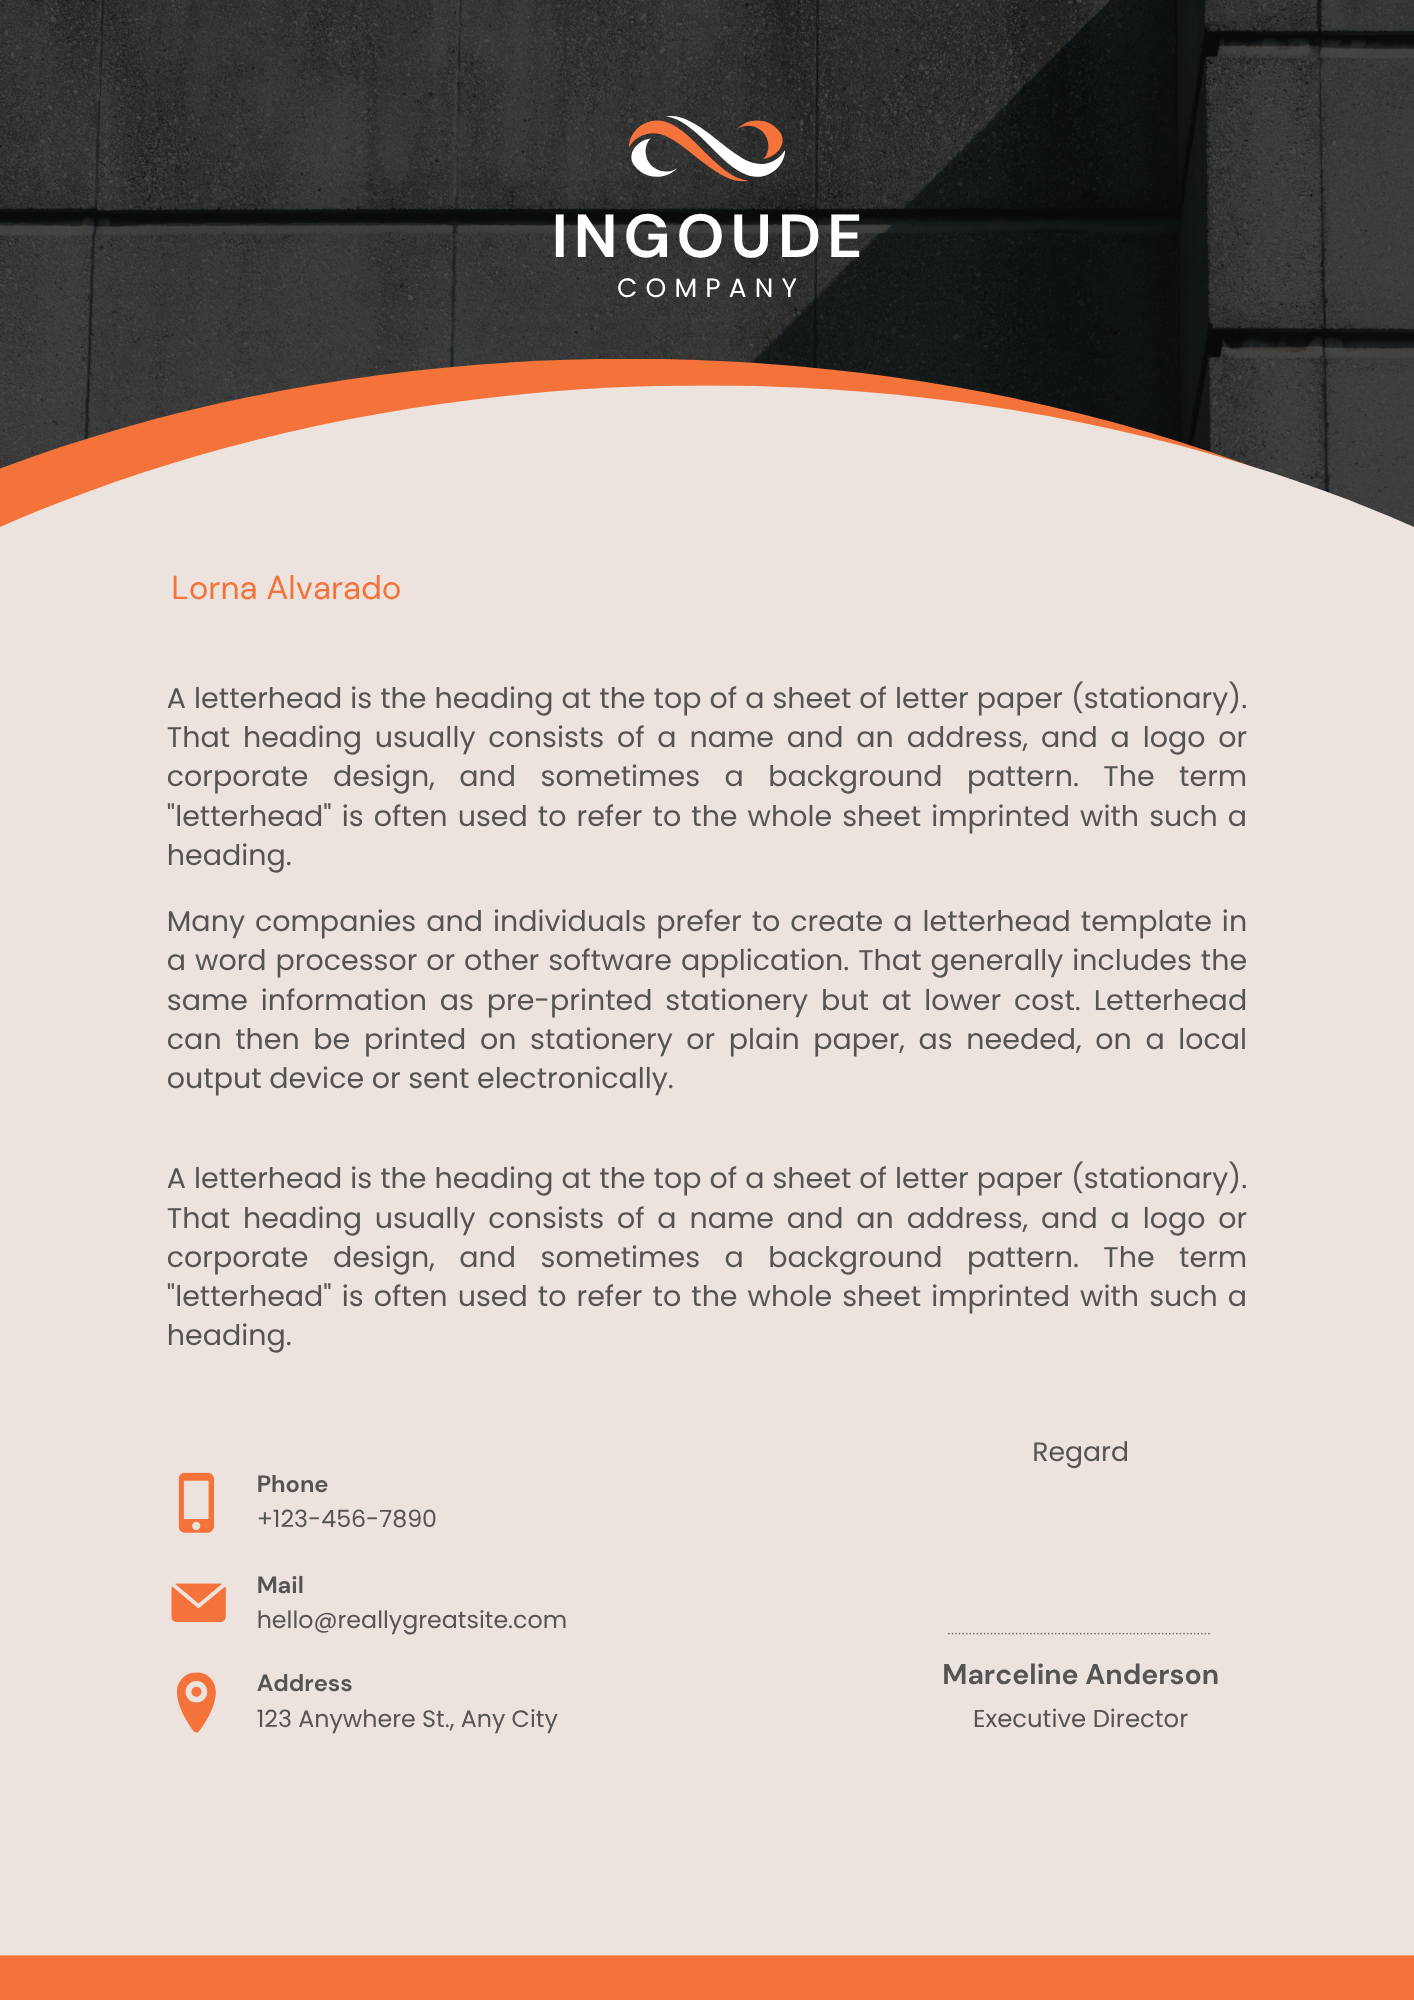 INGOUDE
COMPANY
Lorna Alvarado
A letterhead is the heading at the top of a sheet of letter paper (stationary).
That heading usually consists of a name and an address, and a logo or
corporate design, and sometimes a background pattern. The term
"letterhead" is often used to refer to the whole sheet imprinted with such a
heading.
Many companies and individuals prefer to create a letterhead template in
a word processor or other software application. That generally includes the
same information as pre-printed stationery but at lower cost. Letterhead
can then be printed on stationery or plain paper, as needed, on a local
output device or sent electronically.
A letterhead is the heading at the top of a sheet of letter paper (stationary).
That heading usually consists of a name and an address, and a logo or
corporate design, and sometimes a background pattern. The term
"letterhead" is often used to refer to the whole sheet imprinted with such a
heading.
Phone
+123-456-7890
Mail
hello@reallygreatsite.com
Address
123 Anywhere St., Any City
Regard
Marceline Anderson
Executive Director